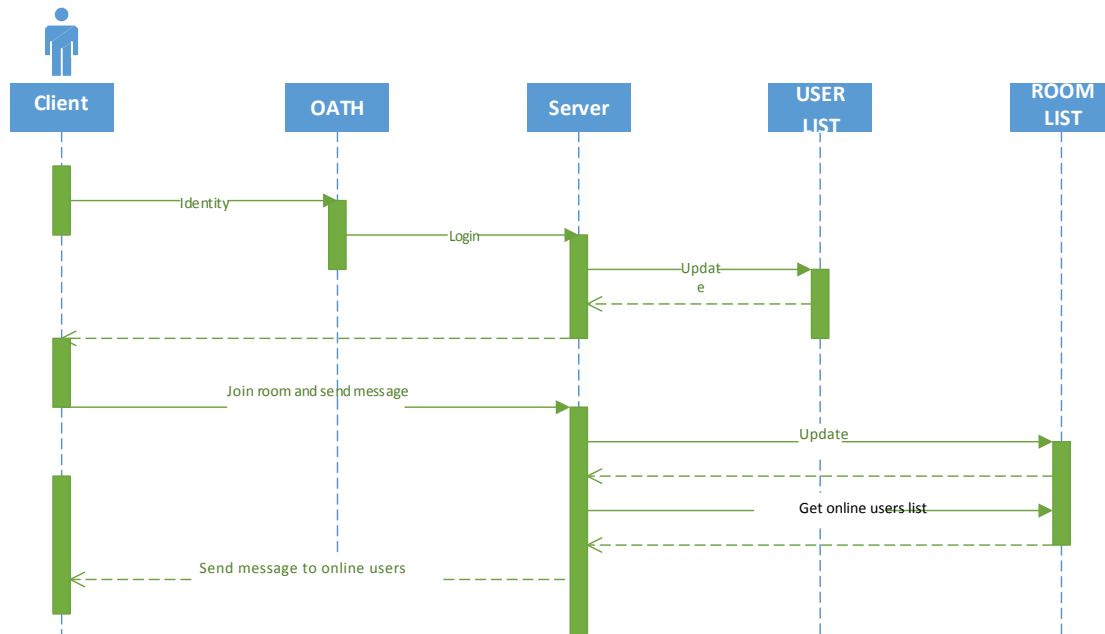 Client
OATH
Server
USER
LIST
ROOM
LIST
Identity
Login
Updat
e
Join room and send message
Update
Get online users list
Send message to online users